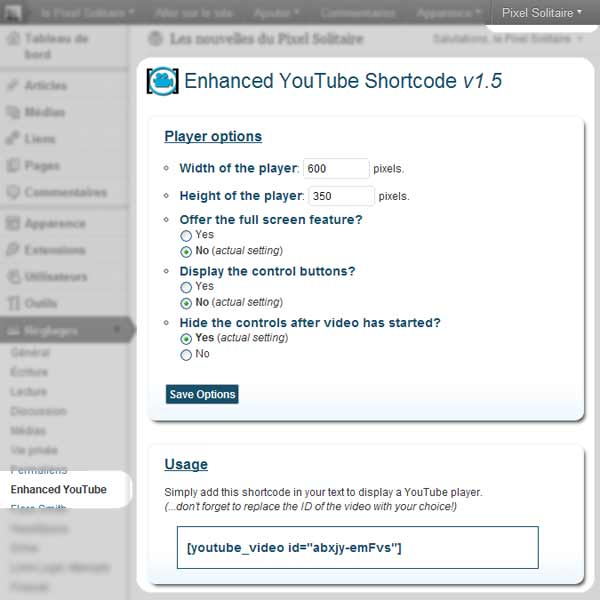 le Pixel Solitaire
Aller sur le site
Ajouter
Commentaires
Apparence
Pixel Solitaire
Tableau de
bord
Les nouvelles du Pixel Solitaire
Salutations, le Pixel Solitaire
Articles
Médias
Liens
Pages
Commentaires
Apparence
Extensions
Utilisateurs
Outils
Réglages
Général
Écriture
Lecture
Discussion
Médias
Vie privée
Permaliens
Enhanced YouTube
Enhanced YouTube Shortcode v1.5
Player options
Width of the player: 600 pixels.
Height of the player: 350 pixels.
Offer the full screen feature?
Yes
No (actual setting)
Display the control buttons?
Yes
No (actual setting)
Hide the controls after video has started?
Yes (actual setting)
No
Save Options
Usage
Simply add this shortcode in your text to display a YouTube player.
(...don't forget to replace the ID of the video with your choice!)
[youtube_video id="abxjy-emFvs"]